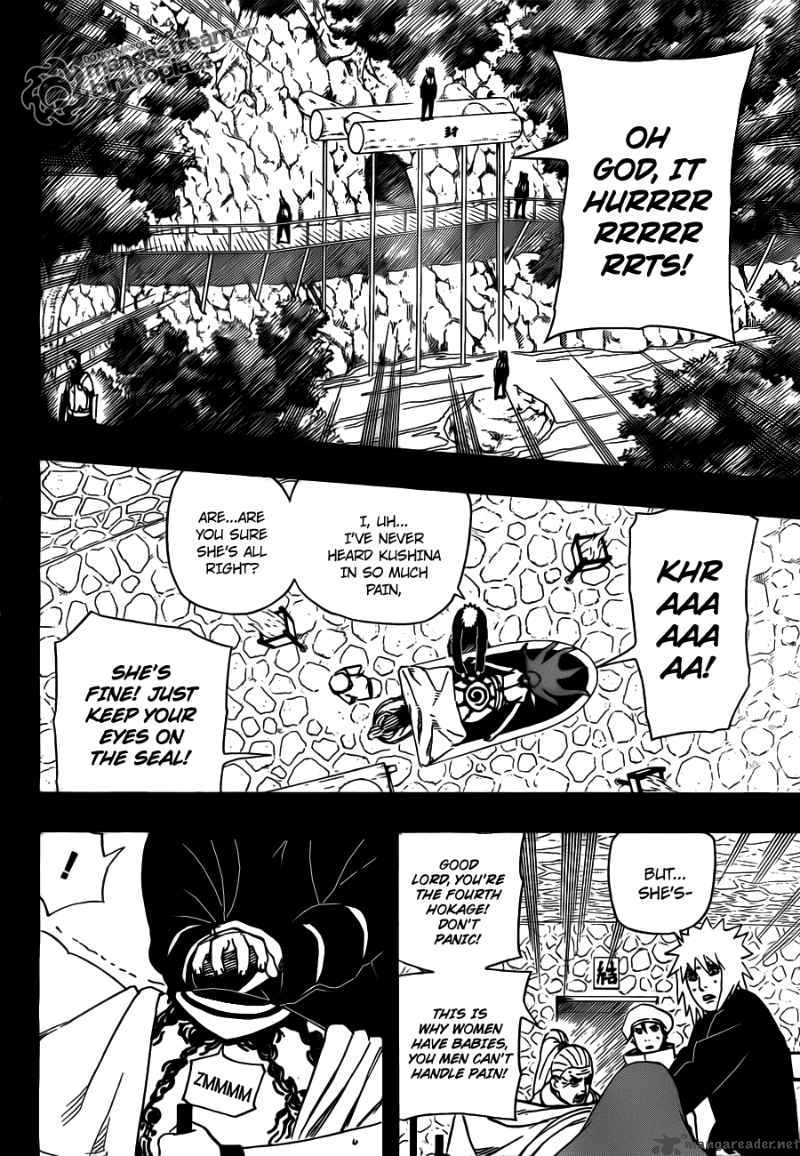 mangastream.com
OH
GOD, IT
HURRRR
RRRRR
RRTS!
I, UH...
I'VE NEVER
HEARD KUSHINA
IN SO MUCH
PAIN,
ARE...ARE
YOU SURE
SHE'S ALL
RIGHT?
KHR
AAA
AAA
AA!
SHE'S
FINE! JUST
KEEP YOUR
EYES ON
THE SEAL!
BUT...
SHE'S-
GOOD
LORD, YOU'RE
THE FOURTH
HOKAGE!
DON'T
PANIC!
THIS IS
WHY WOMEN
HAVE BABIES,
YOU MEN CAN'T
HANDLE PAIN!
結
!
ZMMMM
mangareader.net